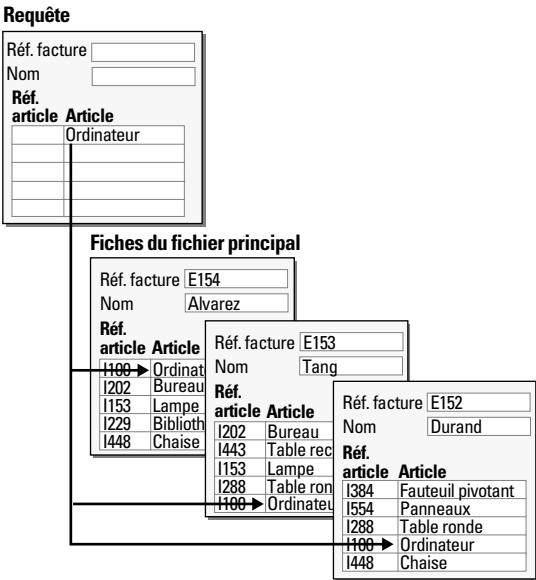 Requête
Réf. facture
Nom
Réf.
article Article
Ordinateur
Fiches du fichier principal
Réf. facture E154
Nom Alvarez
Réf.
article Article
I100 Ordinat
I202 Bureau
I153 Lampe
I229 Biblioth
I448 Chaise
Réf. facture E153
Nom Tang
Réf.
article Article
I202 Bureau
I443 Table rec
I153 Lampe
I288 Table ron
I100 Ordinateu
Réf. facture E152
Nom Durand
Réf.
article Article
I384 Fauteuil pivotant
I554 Panneaux
I288 Table ronde
I100 Ordinateur
I448 Chaise